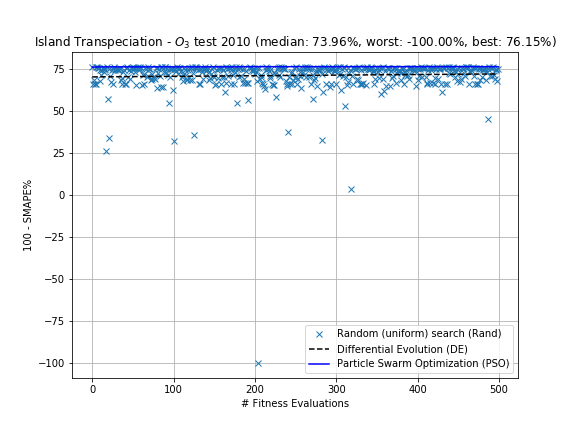 Island Transpeciation - O3 test 2010 (median: 73.96%, worst: -100.00%, best: 76.15%)
75
50
25
0
−25
−50
−75
−100
100 - SMAPE%
Random (uniform) search (Rand)
Differential Evolution (DE)
Particle Swarm Optimization (PSO)
0 100 200 300 400 500
# Fitness Evaluations